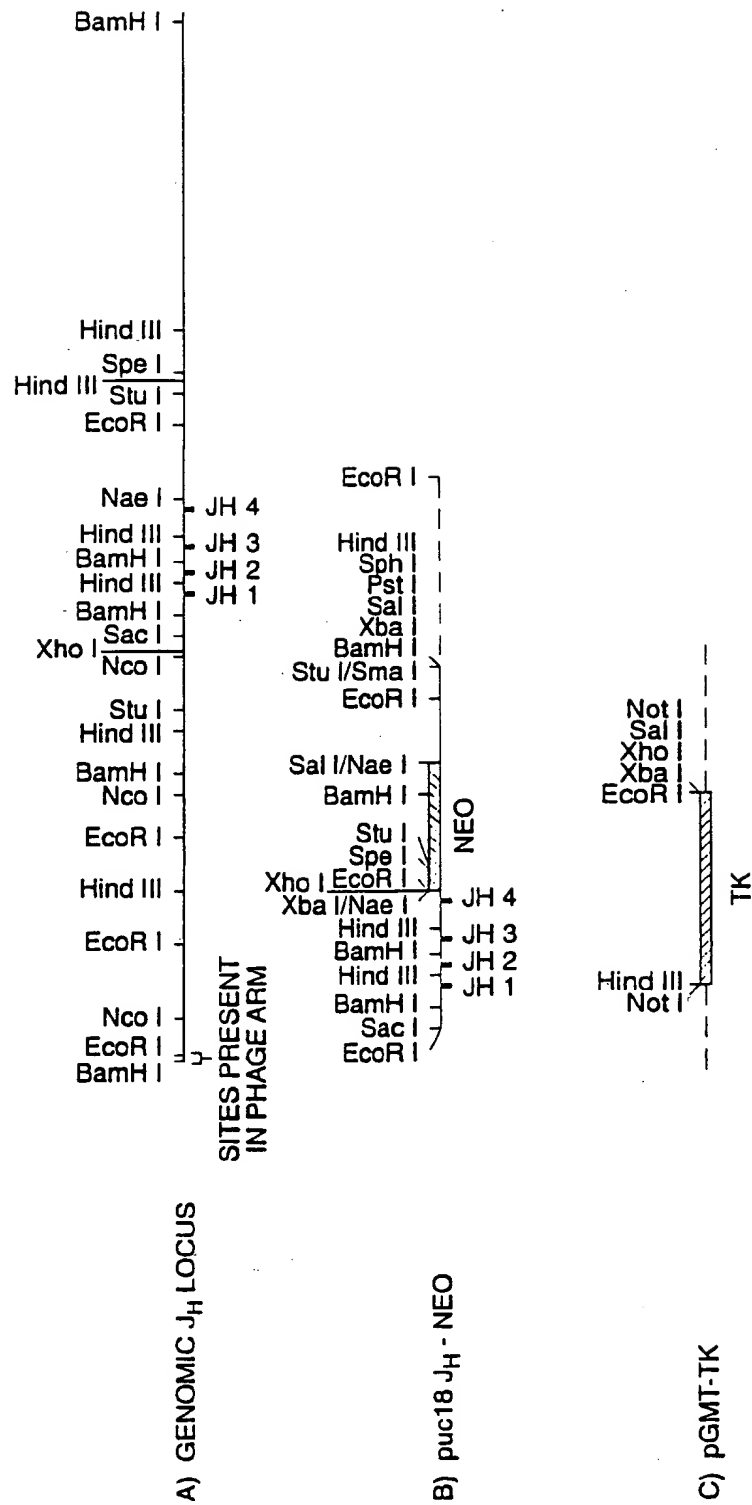 A) GENOMIC JH LOCUS
BamH I
EcoR I
Nco I
EcoR I
Hind III
EcoR I
Nco I
BamH I
Hind III
Stu I
Nco I
Xho I
Sac I
BamH I
Hind III
BamH I
Hind III
Nae I
EcoR I
Stu I
Hind III
Spe I
Hind III
BamH I
SITES PRESENT
IN PHAGE ARM
JH 1
JH 2
JH 3
JH 4
B) puc18 JH - NEO
EcoR I
Sac I
BamH I
Hind III
BamH I
Hind III
Xba I/Nae I
Xho I
EcoR I
Spe I
Stu I
BamH I
Sal I/Nae I
EcoR I
Stu I/Sma I
BamH I
Xba I
Sal I
Pst I
Sph I
Hind III
EcoR I
JH 1
JH 2
JH 3
JH 4
NEO
C) pGMT-TK
Not I
Hind III
EcoR I
Xba I
Xho I
Sal I
Not I
TK